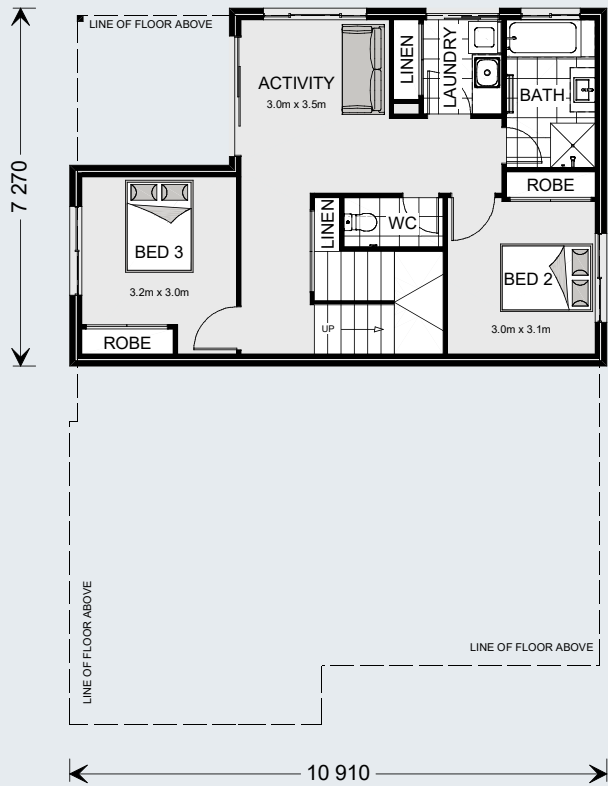 LINE OF FLOOR ABOVE
LINEN
LAUNDRY
ACTIVITY
3.0m x 3.5m
BATH
7 270
ROBE
LINEN
WC
BED 3
BED 2
3.2m x 3.0m
UP
3.0m x 3.1m
ROBE
LINE OF FLOOR ABOVE
LINE OF FLOOR ABOVE
10 910